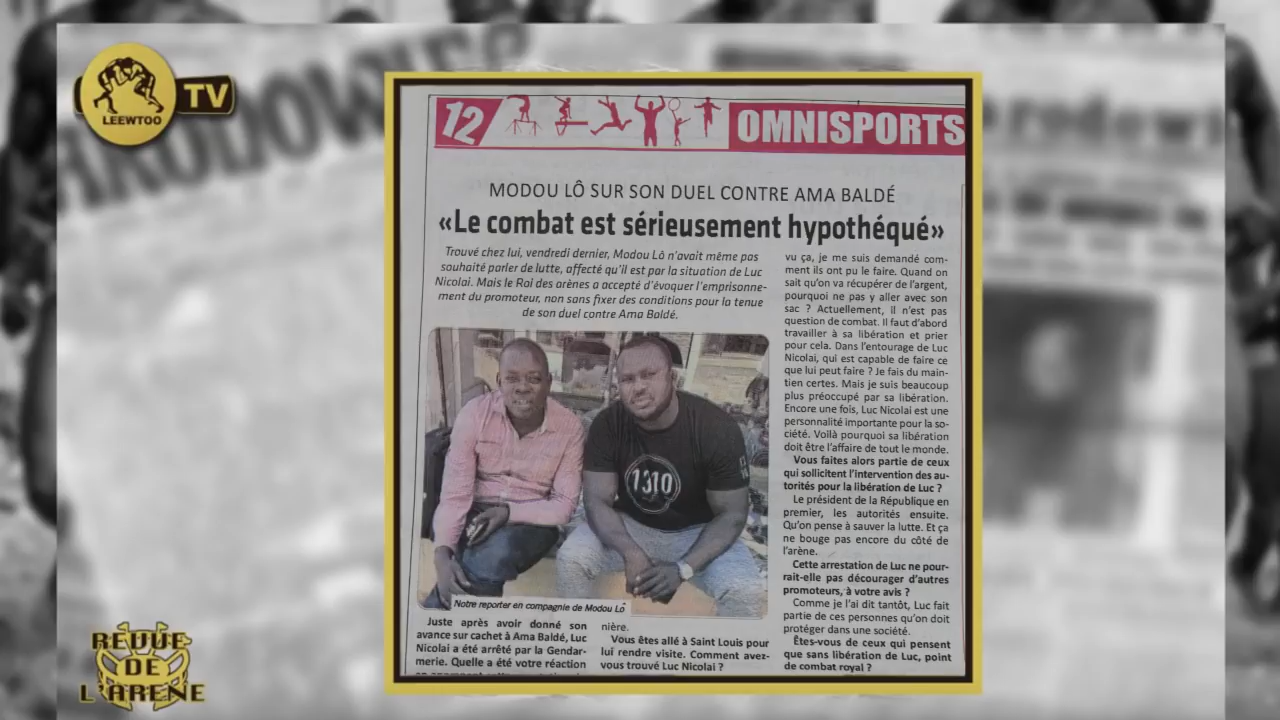 LEEWTOO
TV
12
OMNISPORTS
MODOU LÔ SUR SON DUEL CONTRE AMA BALDÉ
«Le combat est sérieusement hypothéqué»
Trouvé chez lui, vendredi dernier, Modou Lô n'avait même pas
souhaité parler de lutte, affecté qu'il est par la situation de Luc
Nicolai. Mais le Roi des arènes a accepté d'évoquer l'emprisonne-
ment du promoteur, non sans fixer des conditions pour la tenue
de son duel contre Ama Baldé.
1310
Notre reporter en compagnie de Modou Lô
Juste après avoir donné son
avance sur cachet à Ama Baldé, Luc
Nicolai a été arrêté par la Gendar-
merie. Quelle a été votre réaction
nière.
Vous êtes allé à Saint Louis pour
lui rendre visite. Comment avez-
vous trouvé Luc Nicolai ?
vu ça, je me suis demandé com-
ment ils ont pu le faire. Quand on
sait qu'on va récupérer de l'argent,
pourquoi ne pas y aller avec son
sac ? Actuellement, il n'est pas
question de combat. Il faut d'abord
travailler à sa libération et prier
pour cela. Dans l'entourage de Luc
Nicolai, qui est capable de faire ce
que lui peut faire ? Je fais du main-
tien certes. Mais je suis beaucoup
plus préoccupé par sa libération.
Encore une fois, Luc Nicolai est une
personnalité importante pour la so-
ciété. Voilà pourquoi sa libération
doit être l'affaire de tout le monde.
Vous faites alors partie de ceux
qui sollicitent l'intervention des au-
torités pour la libération de Luc ?
Le président de la République en
premier, les autorités ensuite.
Qu'on pense à sauver la lutte. Et ça
ne bouge pas encore du côté de
l'arène.
Cette arrestation de Luc ne pour-
rait-elle pas décourager d'autres
promoteurs, à votre avis ?
Comme je l'ai dit tantôt, Luc fait
partie de ces personnes qu'on doit
protéger dans une société.
Êtes-vous de ceux qui pensent
que sans libération de Luc, point
de combat royal ?
REVUE
DE
L'ARENE